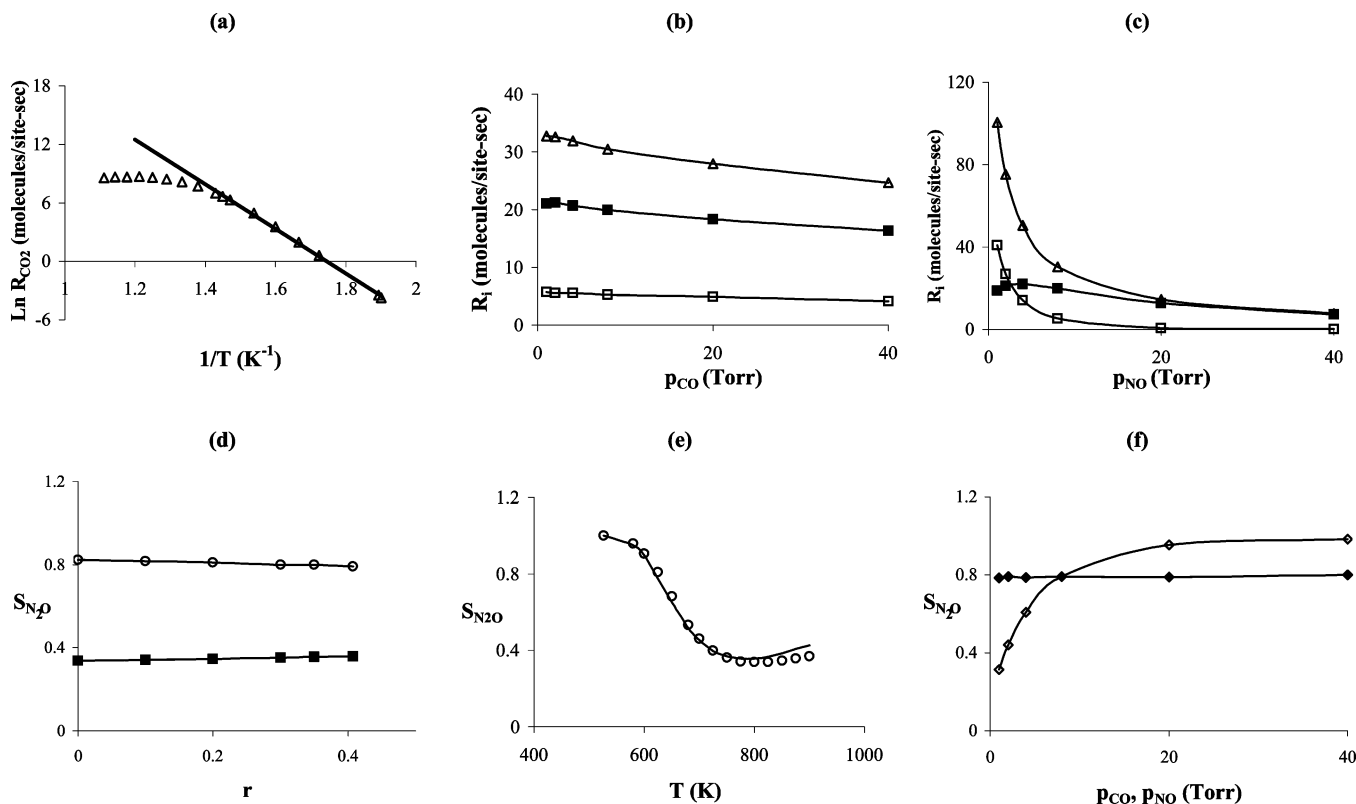 (a)
Ln R_CO2 (molecules/site-sec)
18
12
6
0
-6
1
1.2
1.4
1.6
1.8
2
1/T (K⁻¹)
(b)
R_i (molecules/site-sec)
40
30
20
10
0
0
20
40
p_CO (Torr)
(c)
R_i (molecules/site-sec)
120
80
40
0
0
20
40
p_NO (Torr)
(d)
S_N2O
1.2
0.8
0.4
0
0
0.2
0.4
r
(e)
S_N2O
1.2
0.8
0.4
0
400
600
800
1000
T (K)
(f)
S_N2O
1.2
0.8
0.4
0
0
20
40
p_CO, p_NO (Torr)